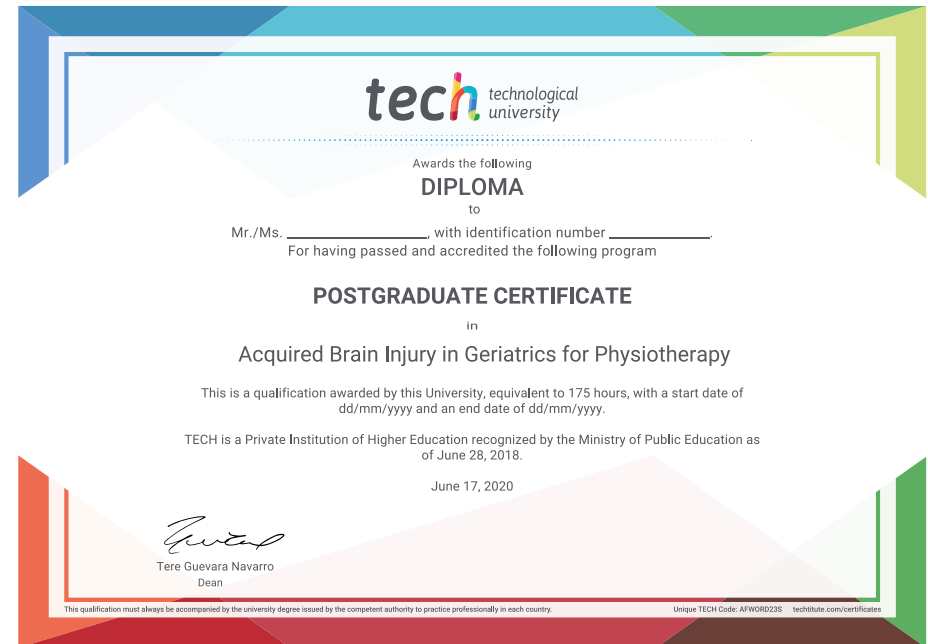 tech technological
university
Awards the following
DIPLOMA
to
Mr./Ms. ____________, with identification number ____________.
For having passed and accredited the following program
POSTGRADUATE CERTIFICATE
in
Acquired Brain Injury in Geriatrics for Physiotherapy
This is a qualification awarded by this University, equivalent to 175 hours, with a start date of
dd/mm/yyyy and an end date of dd/mm/yyyy.
TECH is a Private Institution of Higher Education recognized by the Ministry of Public Education as
of June 28, 2018.
June 17, 2020
Tere Guevara Navarro
Dean
This qualification must always be accompanied by the university degree issued by the competent authority to practice professionally in each country.
Unique TECH Code: AFWORD23S techtitute.com/certificates